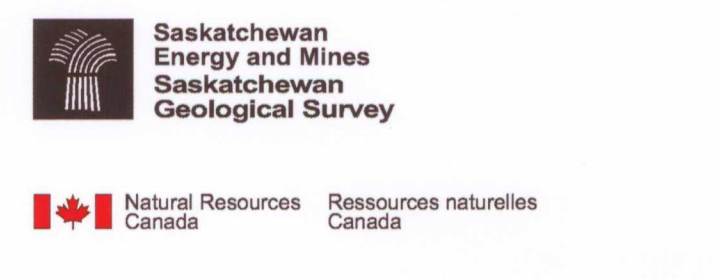 Saskatchewan
Energy and Mines
Saskatchewan
Geological Survey
Natural Resources Ressources naturelles
Canada Canada